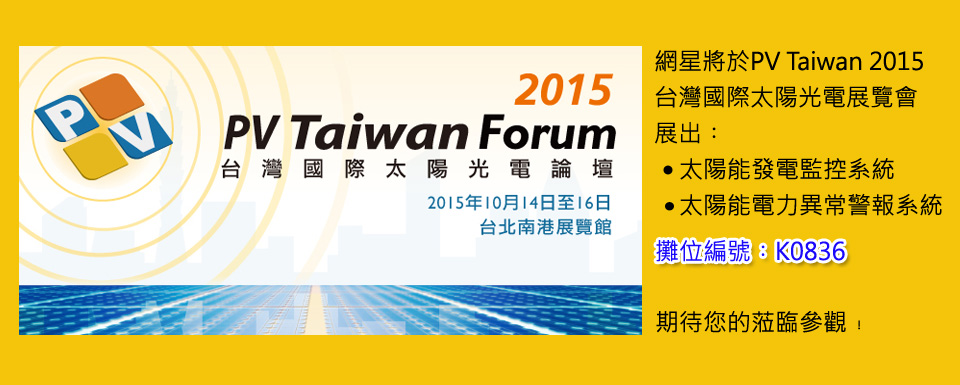 PV
2015
PV Taiwan Forum
台灣國際太陽光電論壇
2015年10月14日至16日
台北南港展覽館
網星將於PV Taiwan 2015
台灣國際太陽光電展覽會
展出：
• 太陽能發電監控系統
• 太陽能電力異常警報系統
攤位編號：K0836
期待您的蒞臨參觀！